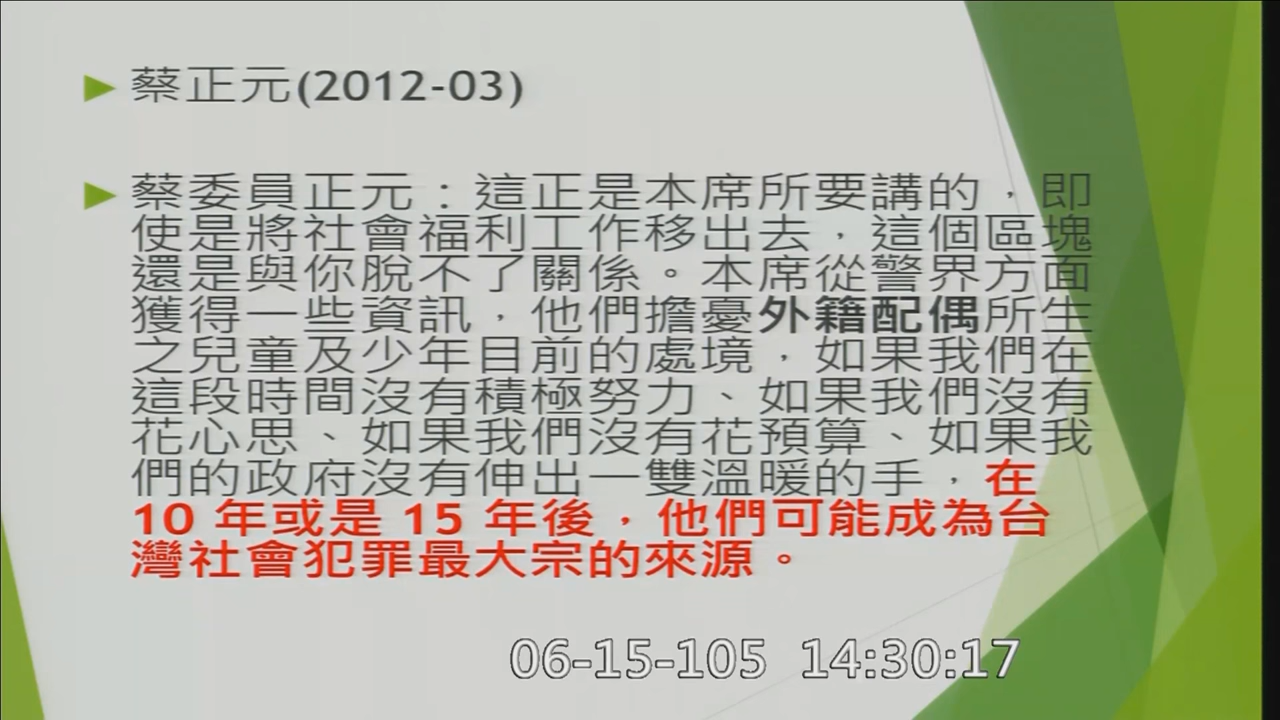 蔡正元(2012-03)
蔡委員正元：這正是本席所要講的，即
使是將社會福利工作移出去，這個區塊
還是與你脫不了關係。本席從警界方面
獲得一些資訊，他們擔憂外籍配偶所生
之兒童及少年目前的處境，如果我們在
這段時間沒有積極努力、如果我們沒有
花心思、如果我們沒有花預算、如果我
們的政府沒有伸出一雙溫暖的手，在
10 年或是 15 年後，他們可能成為台
灣社會犯罪最大宗的來源。
06-15-105 14:30:17